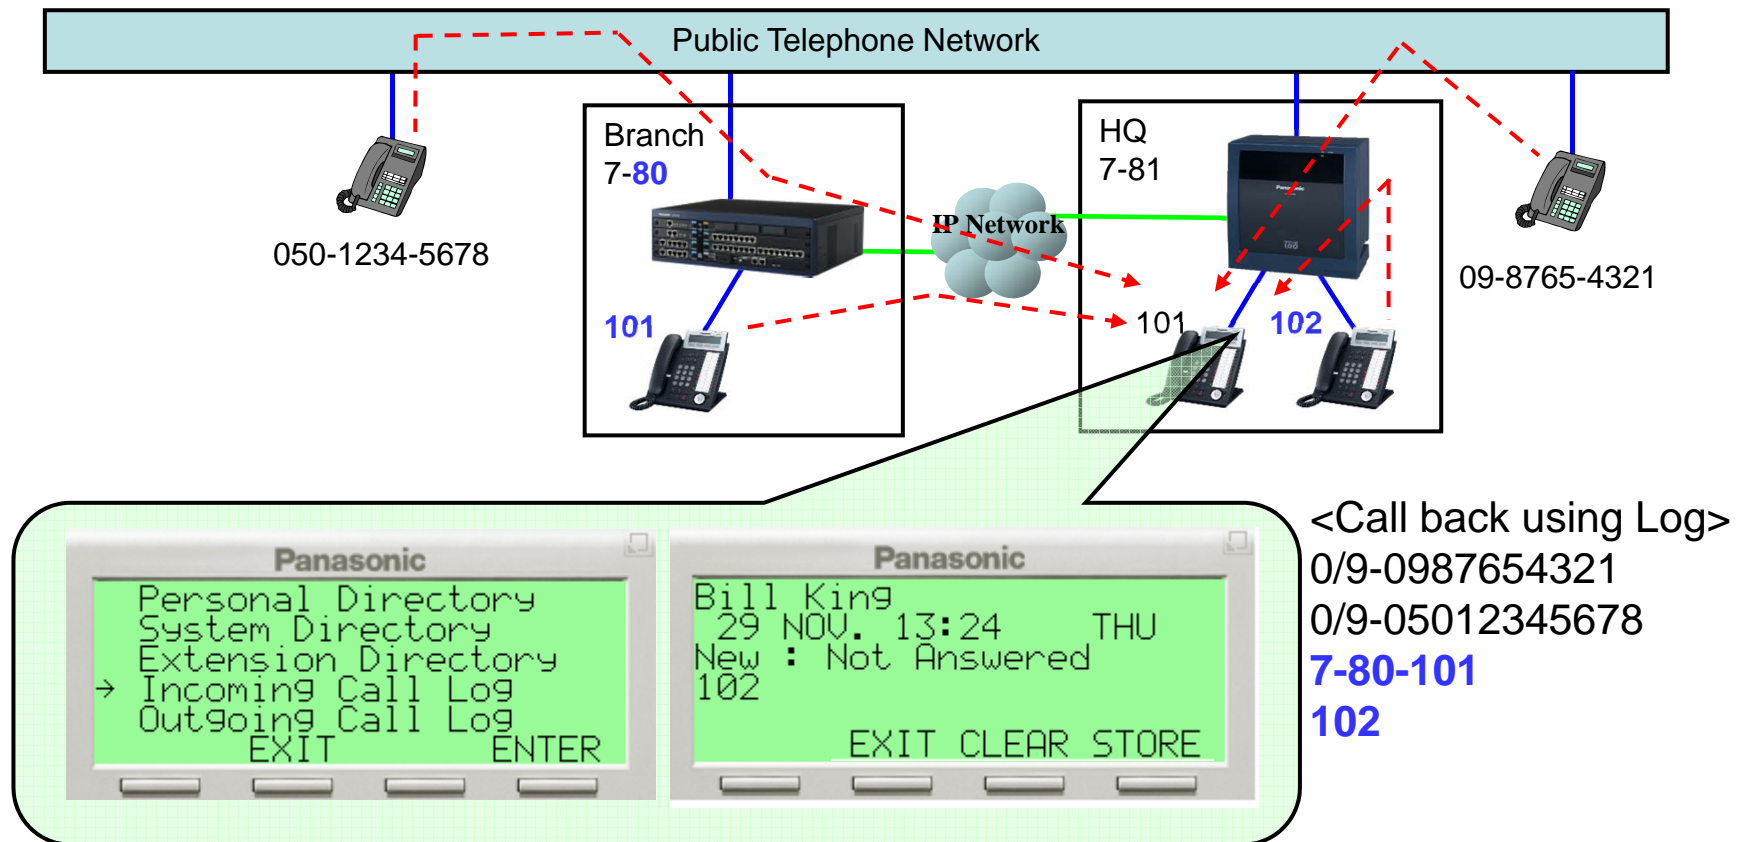 Public Telephone Network
Branch
7-80
HQ
7-81
IP Network
050-1234-5678
09-8765-4321
101
101
102
Panasonic
Personal Directory
System Directory
Extension Directory
→ Incoming Call Log
Outgoing Call Log
EXIT ENTER
Panasonic
Bill King
29 NOV. 13:24 THU
New : Not Answered
102
EXIT CLEAR STORE
<Call back using Log>
0/9-0987654321
0/9-05012345678
7-80-101
102